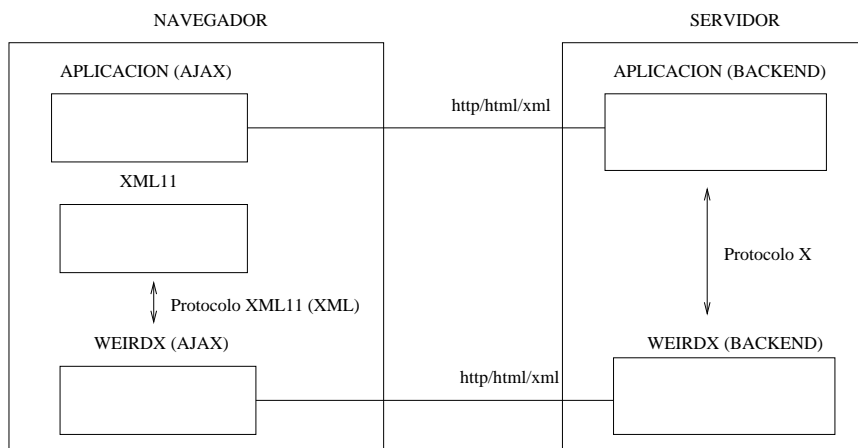 NAVEGADOR
SERVIDOR
APLICACION (AJAX)
APLICACION (BACKEND)
http/html/xml
XML11
Protocolo X
Protocolo XML11 (XML)
WEIRDX (AJAX)
WEIRDX (BACKEND)
http/html/xml